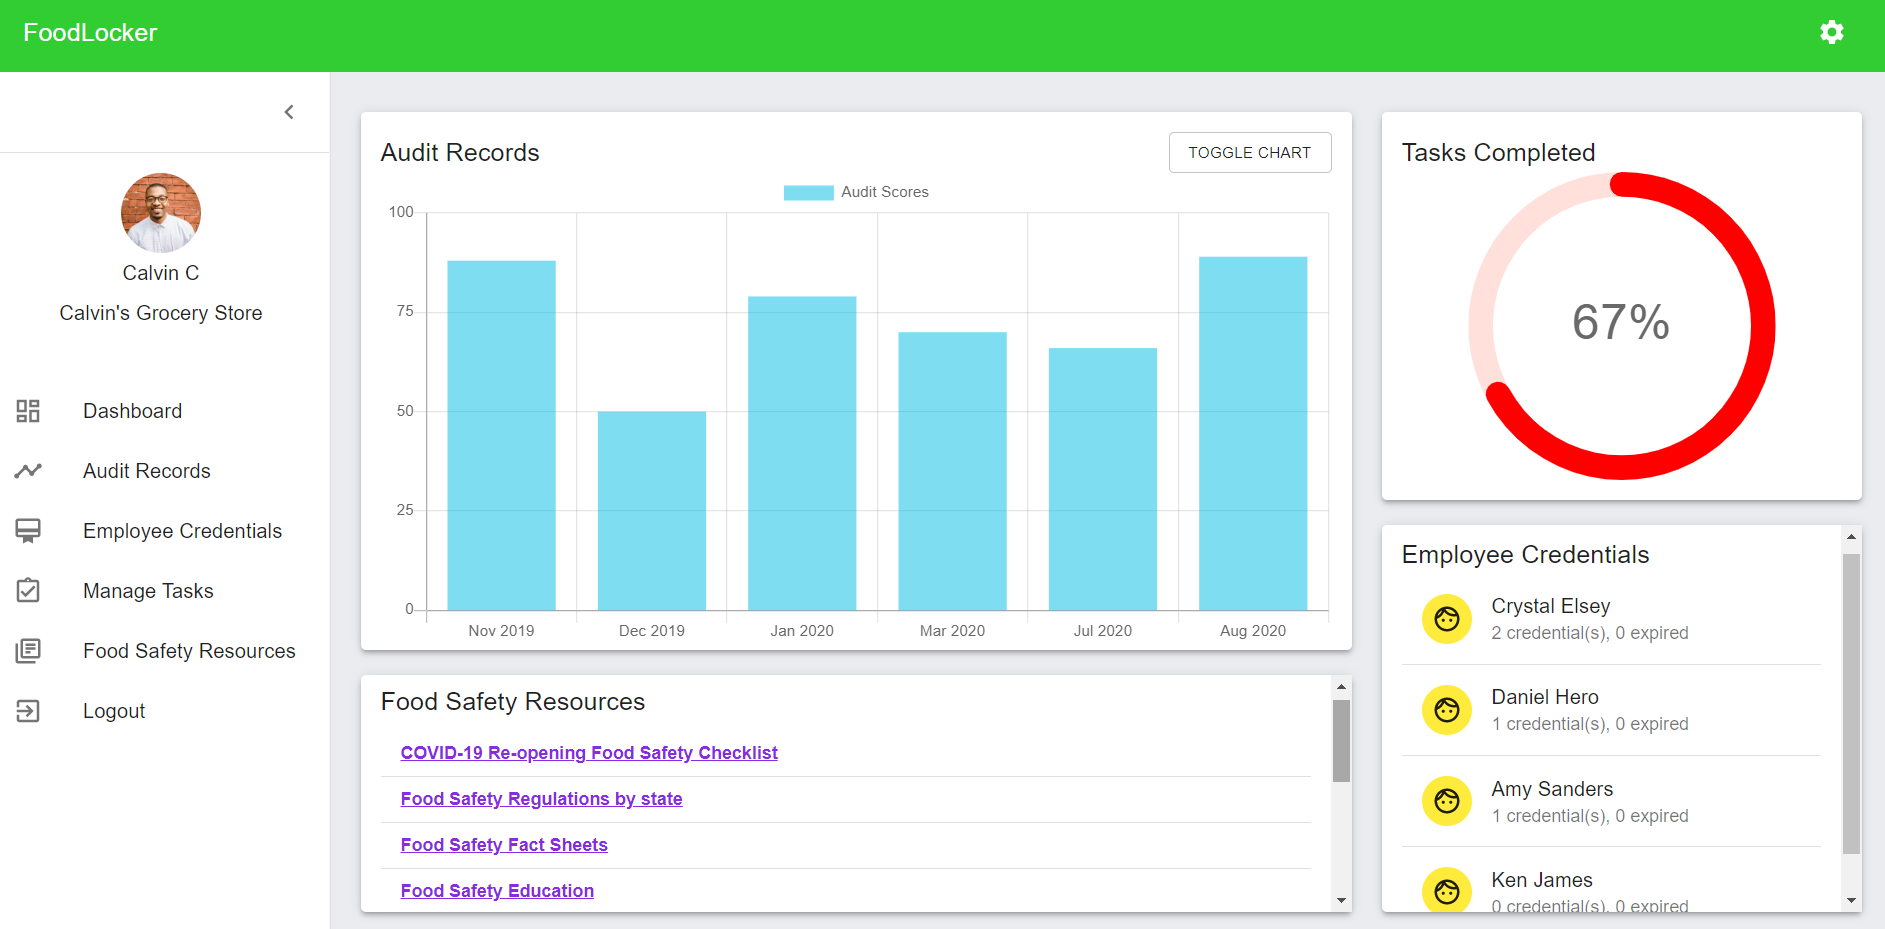 FoodLocker
Calvin C
Calvin's Grocery Store
Dashboard
Audit Records
Employee Credentials
Manage Tasks
Food Safety Resources
Logout
Audit Records
TOGGLE CHART
Audit Scores
100
75
50
25
0
Nov 2019 Dec 2019 Jan 2020 Mar 2020 Jul 2020 Aug 2020
Food Safety Resources
COVID-19 Re-opening Food Safety Checklist
Food Safety Regulations by state
Food Safety Fact Sheets
Food Safety Education
Tasks Completed
67%
Employee Credentials
Crystal Elsey
2 credential(s), 0 expired
Daniel Hero
1 credential(s), 0 expired
Amy Sanders
1 credential(s), 0 expired
Ken James
0 credential(s), 0 expired